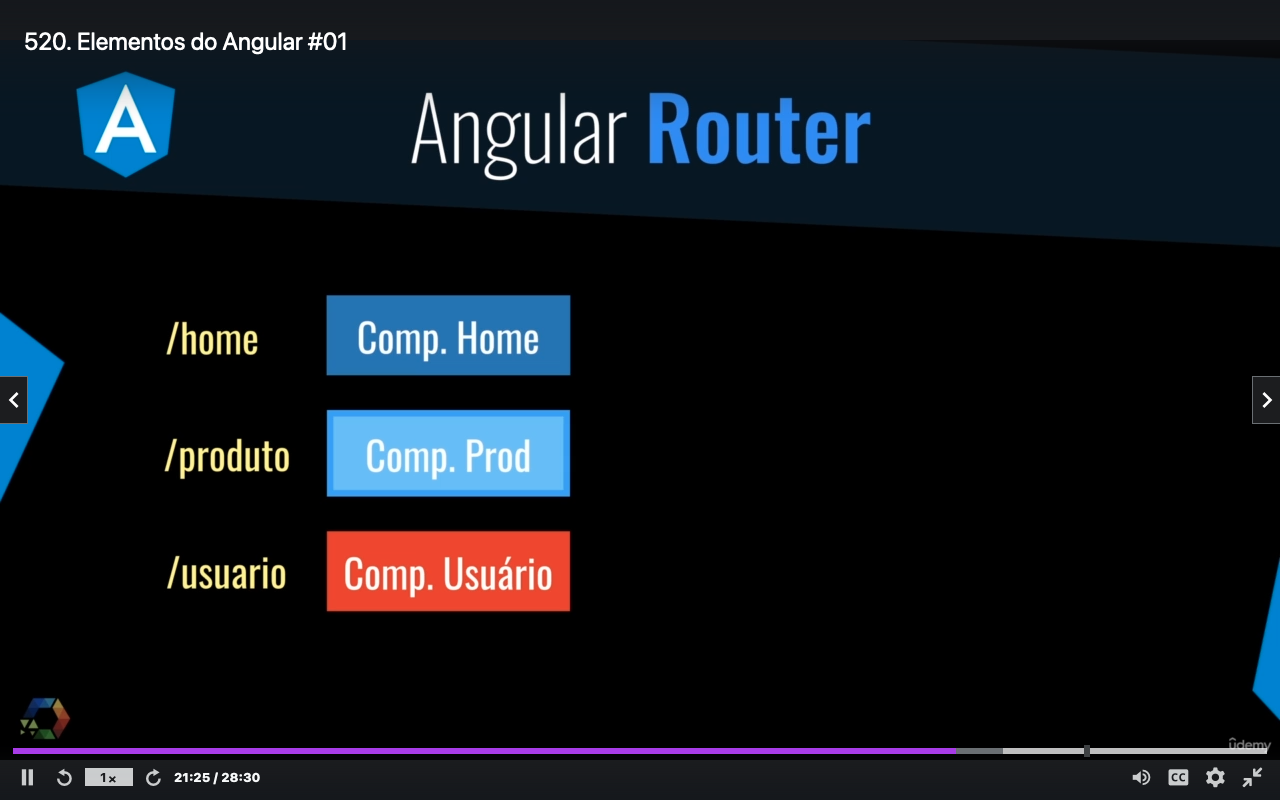 520. Elementos do Angular #01
A
Angular Router
/home Comp. Home
/produto Comp. Prod
/usuario Comp. Usuário
ûdemy
1x 21:25 / 28:30 CC